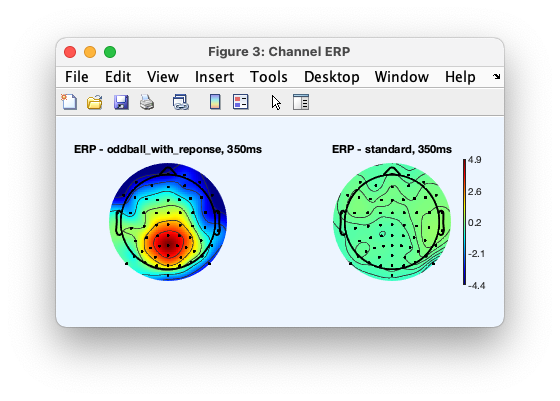 Figure 3: Channel ERP
File Edit View Insert Tools Desktop Window Help
ERP - oddball_with_reponse, 350ms
ERP - standard, 350ms
4.9
2.6
0.2
-2.1
-4.4